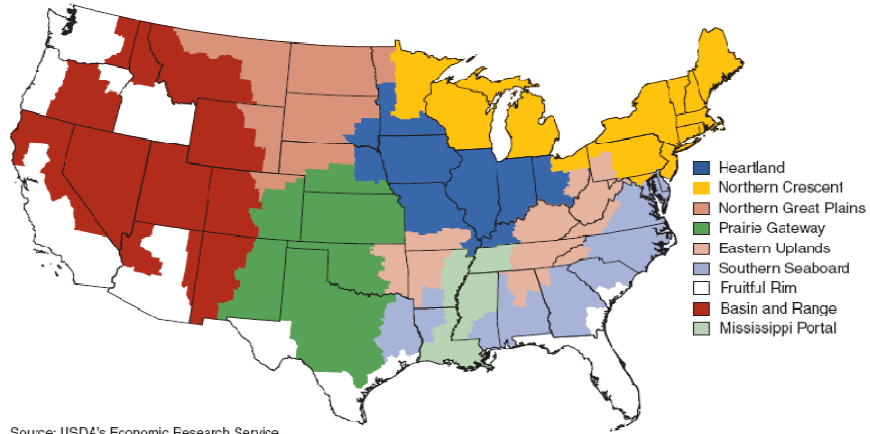 Heartland
Northern Crescent
Northern Great Plains
Prairie Gateway
Eastern Uplands
Southern Seaboard
Fruitful Rim
Basin and Range
Mississippi Portal
Source: USDA's Economic Research Service